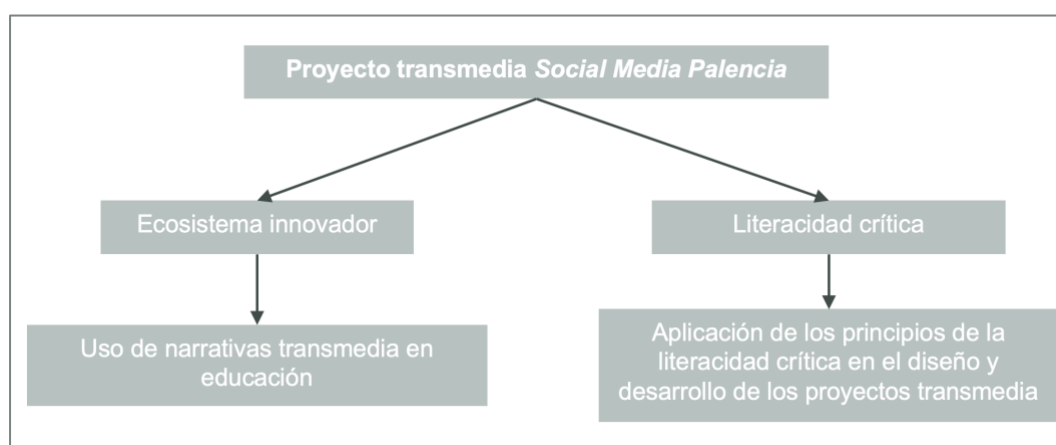 Proyecto transmedia Social Media Palencia
Ecosistema innovador
Literacidad crítica
Uso de narrativas transmedia en
educación
Aplicación de los principios de la
literacidad crítica en el diseño y
desarrollo de los proyectos transmedia